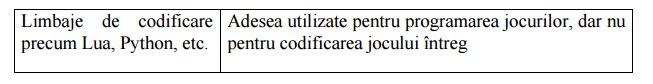 Limbaje de codificare
precum Lua, Python, etc.
Adesea utilizate pentru programarea jocurilor, dar nu
pentru codificarea jocului întreg